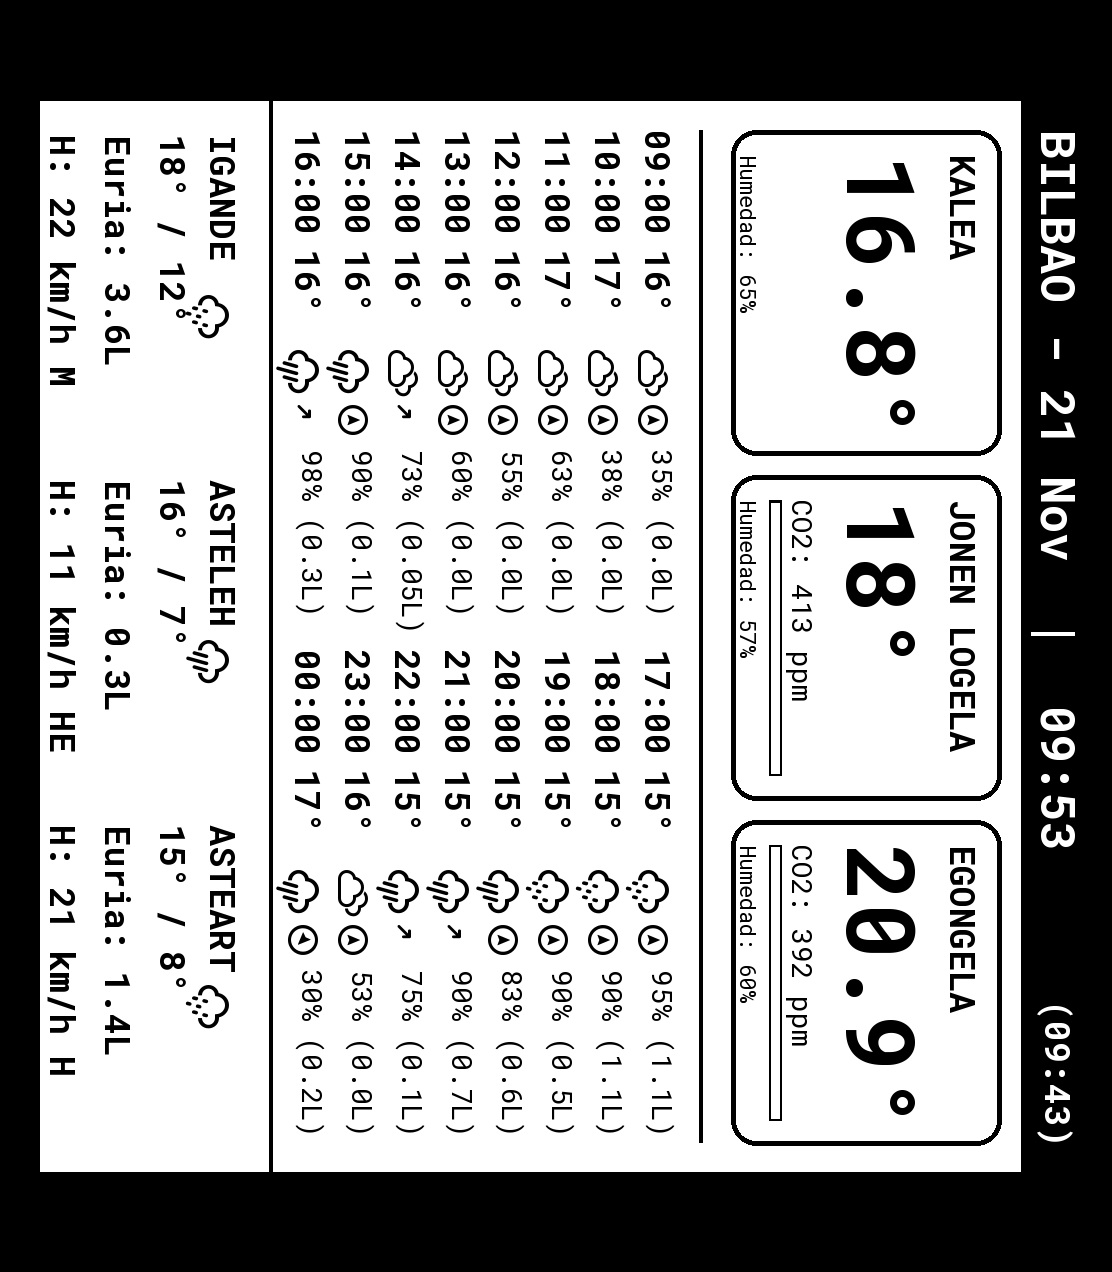 BILBAO - 21 Nov | 09:53 (09:43)
KALEA
16.8°
Humedad: 65%
JONEN LOGELA
18°
CO2: 413 ppm
Humedad: 57%
EGONGELA
20.9°
CO2: 392 ppm
Humedad: 60%
09:00 16° 35% (0.0L)
10:00 17° 38% (0.0L)
11:00 17° 63% (0.0L)
12:00 16° 55% (0.0L)
13:00 16° 60% (0.0L)
14:00 16° 73% (0.05L)
15:00 16° 90% (0.1L)
16:00 16° 98% (0.3L)
17:00 15° 95% (1.1L)
18:00 15° 90% (1.1L)
19:00 15° 90% (0.5L)
20:00 15° 83% (0.6L)
21:00 15° 90% (0.7L)
22:00 15° 75% (0.1L)
23:00 16° 53% (0.0L)
00:00 17° 30% (0.2L)
IGANDE
18° / 12°
Euria: 3.6L
H: 22 km/h M
ASTELEH
16° / 7°
Euria: 0.3L
H: 11 km/h HE
ASTEART
15° / 8°
Euria: 1.4L
H: 21 km/h H